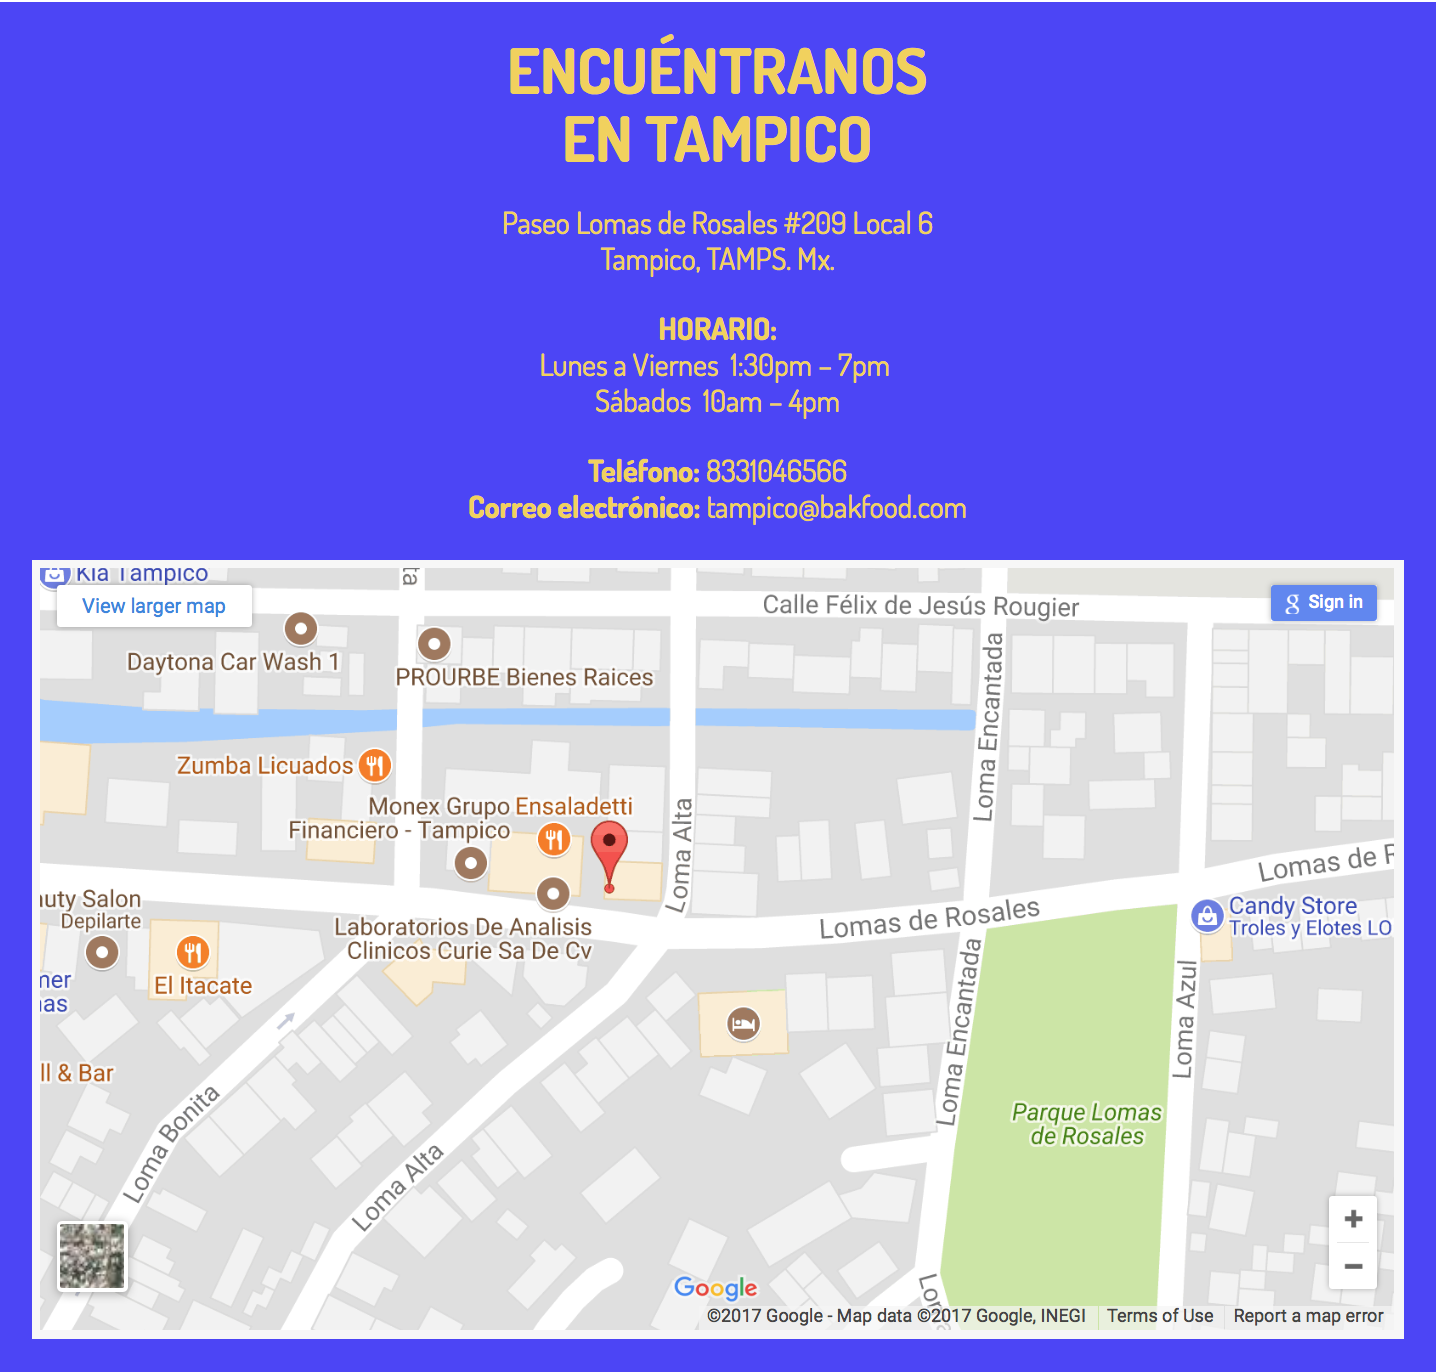 ENCUÉNTRANOS
EN TAMPICO
Paseo Lomas de Rosales #209 Local 6
Tampico, TAMPS. Mx.
HORARIO:
Lunes a Viernes 1:30pm – 7pm
Sábados 10am – 4pm
Teléfono: 8331046566
Correo electrónico: tampico@bakfood.com
Kia Tampico
ta
View larger map
Calle Félix de Jesús Rougier
g Sign in
Daytona Car Wash 1
PROURBE Bienes Raices
Loma Encantada
Zumba Licuados
Monex Grupo
Financiero - Tampico
Ensaladetti
Loma Alta
Lomas de R
auty Salon
Depilarte
Laboratorios De Analisis
Clinicos Curie Sa De Cv
Lomas de Rosales
Candy Store
Troles y Elotes LO
El Itacate
mer
nas
Loma Encantada
Loma Azul
ll & Bar
Loma Bonita
Loma Alta
Parque Lomas
de Rosales
+
−
Google
©2017 Google - Map data ©2017 Google, INEGI
Terms of Use
Report a map error